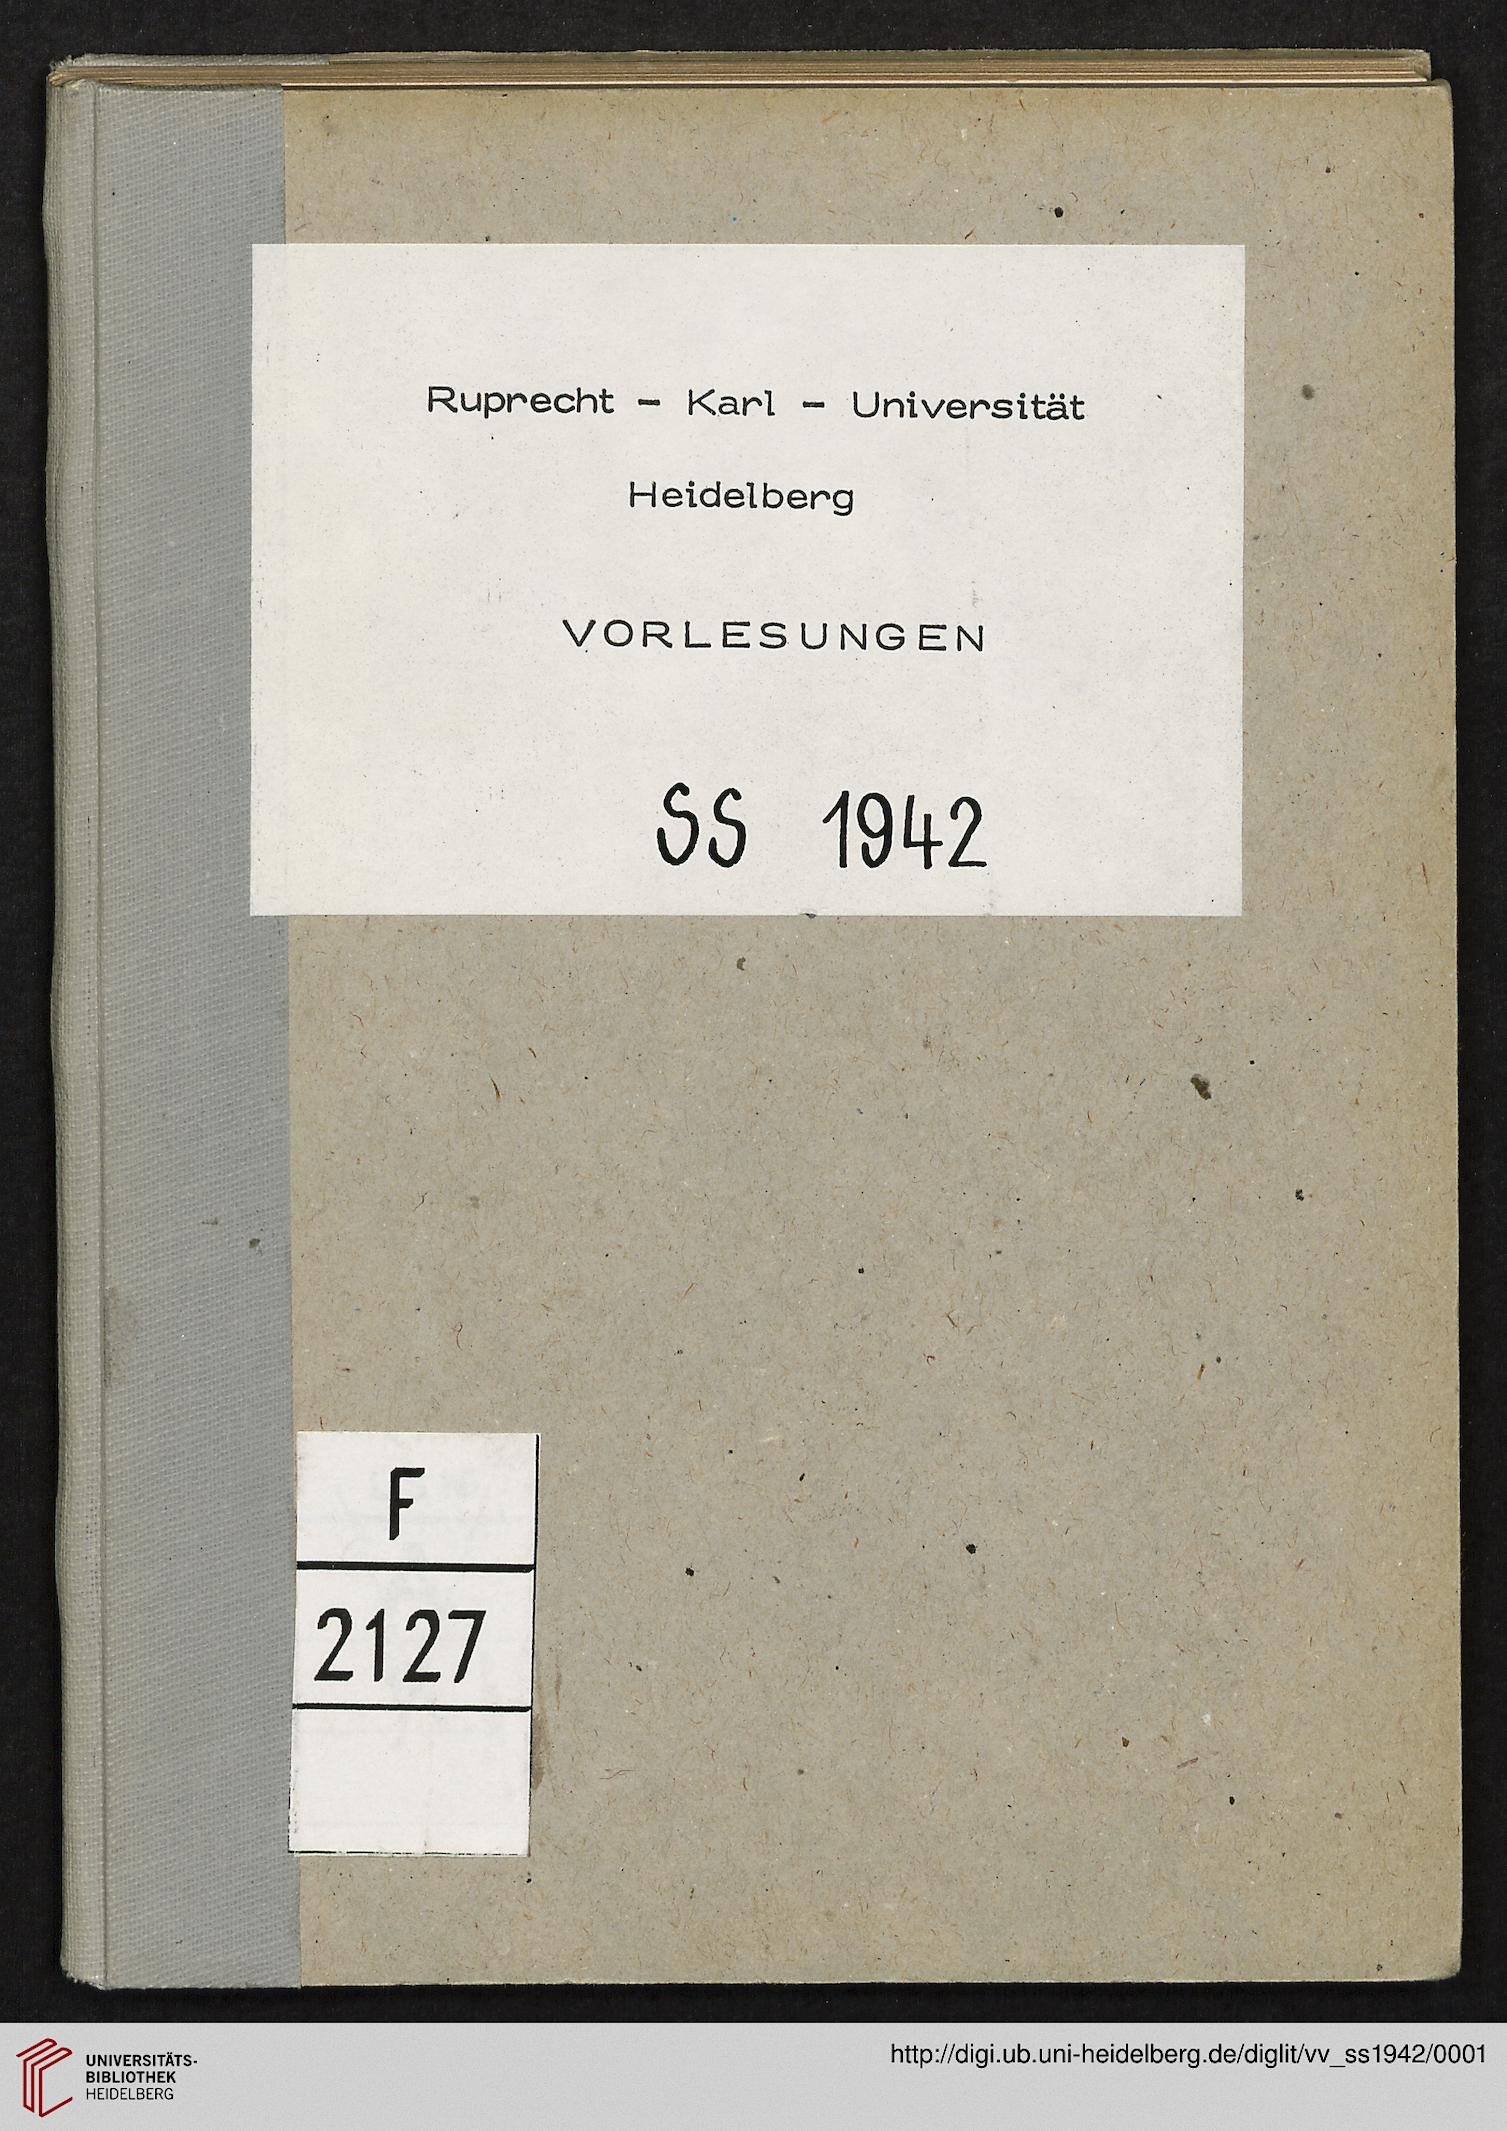 Ruprecht – Karl – Universität
Heidelberg
VORLESUNGEN
SS 1942
F
2127
UNIVERSITÄTS-
BIBLIOTHEK
HEIDELBERG
http://digi.ub.uni-heidelberg.de/diglit/vv_ss1942/0001